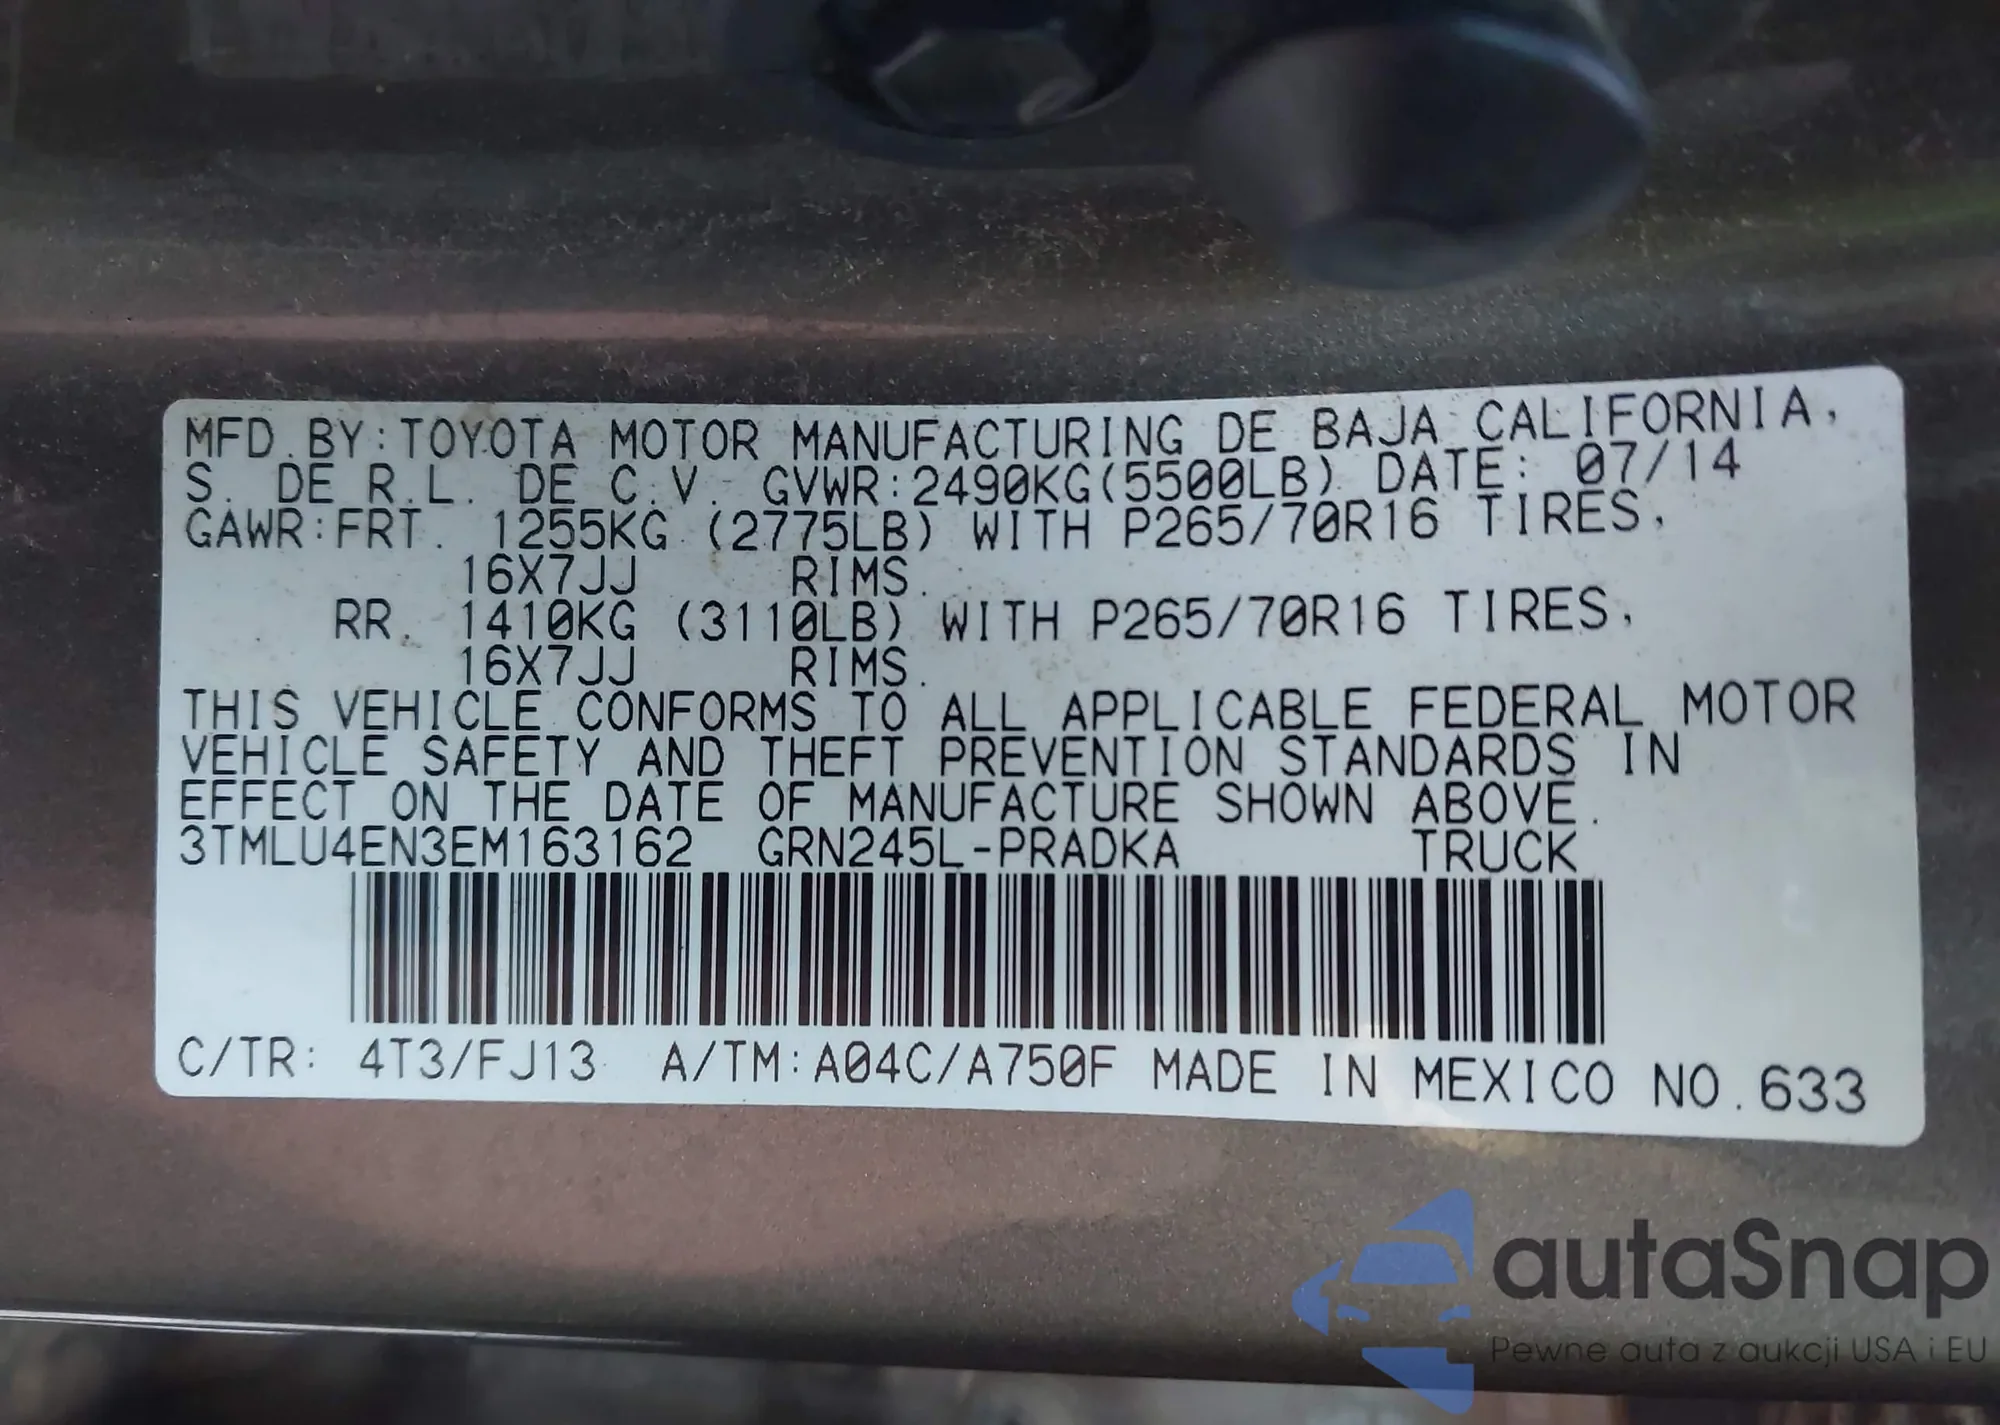 MFD.BY:TOYOTA MOTOR MANUFACTURING DE BAJA CALIFORNIA,
S. DE R.L. DE C.V. GVWR:2490KG(5500LB) DATE: 07/14
GAWR:FRT. 1255KG (2775LB) WITH P265/70R16 TIRES,
16X7JJ RIMS.
RR. 1410KG (3110LB) WITH P265/70R16 TIRES,
16X7JJ RIMS.
THIS VEHICLE CONFORMS TO ALL APPLICABLE FEDERAL MOTOR
VEHICLE SAFETY AND THEFT PREVENTION STANDARDS IN
EFFECT ON THE DATE OF MANUFACTURE SHOWN ABOVE.
3TMLU4EN3EM163162 GRN245L-PRADKA TRUCK
C/TR: 4T3/FJ13 A/TM:A04C/A750F MADE IN MEXICO NO.633
autaSnap
Pewne auta z aukcji USA i EU